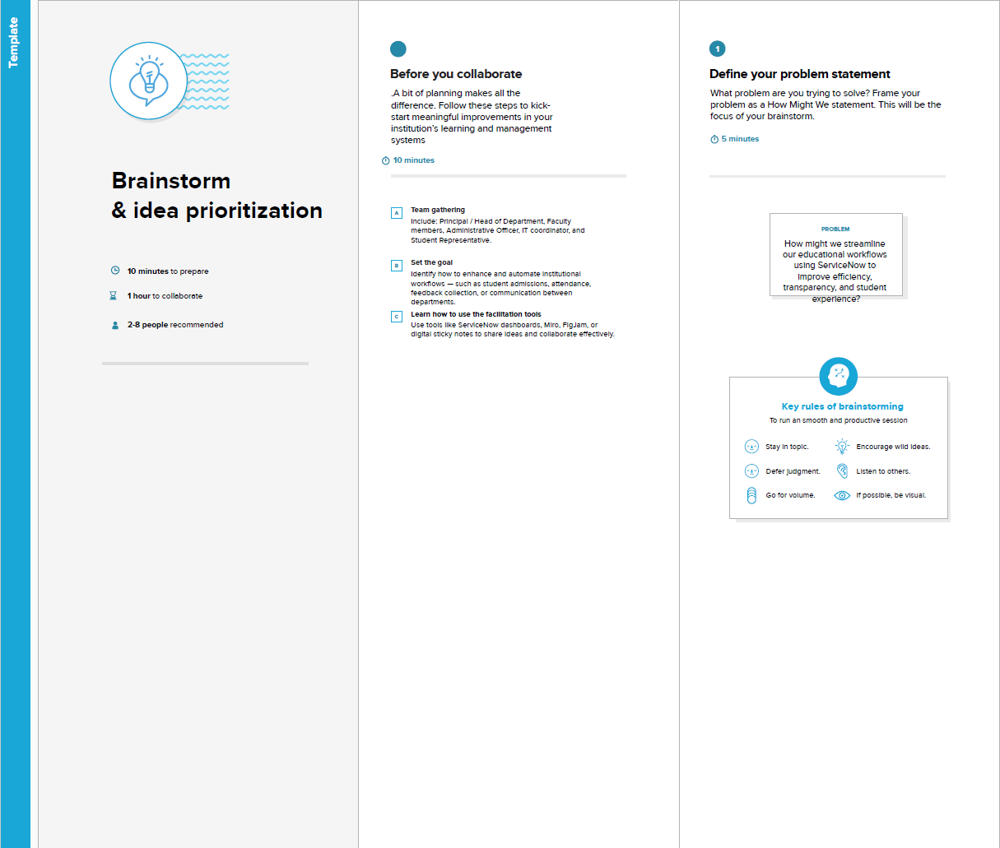 Template
Brainstorm
& idea prioritization
10 minutes to prepare
1 hour to collaborate
2-8 people recommended
Before you collaborate
.A bit of planning makes all the
difference. Follow these steps to kick-
start meaningful improvements in your
institution's learning and management
systems
10 minutes
A
Team gathering
Include: Principal / Head of Department, Faculty
members, Administrative Officer, IT coordinator, and
Student Representative.
B
Set the goal
Identify how to enhance and automate institutional
workflows — such as student admissions, attendance,
feedback collection, or communication between
departments.
C
Learn how to use the facilitation tools
Use tools like ServiceNow dashboards, Miro, FigJam, or
digital sticky notes to share ideas and collaborate effectively.
1
Define your problem statement
What problem are you trying to solve? Frame your
problem as a How Might We statement. This will be the
focus of your brainstorm.
5 minutes
PROBLEM
How might we streamline
our educational workflows
using ServiceNow to
improve efficiency,
transparency, and student
experience?
Key rules of brainstorming
To run an smooth and productive session
Stay in topic.
Encourage wild ideas.
Defer judgment.
Listen to others.
Go for volume.
If possible, be visual.